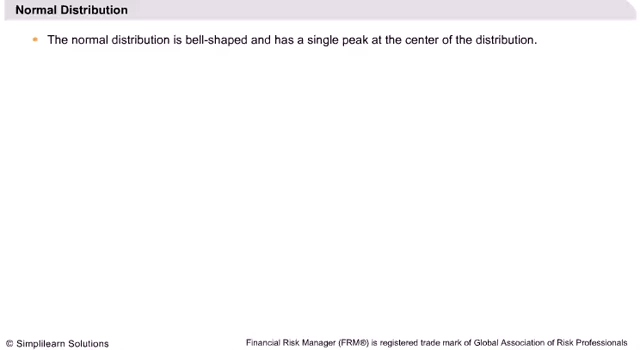 Normal Distribution
• The normal distribution is bell-shaped and has a single peak at the center of the distribution.
© Simplilearn Solutions
Financial Risk Manager (FRM®) is registered trade mark of Global Association of Risk Professionals